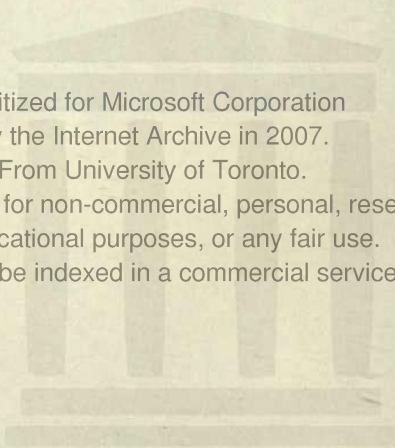 itized for Microsoft Corporation
the Internet Archive in 2007.
From University of Toronto.
for non-commercial, personal, rese
cational purposes, or any fair use.
be indexed in a commercial service